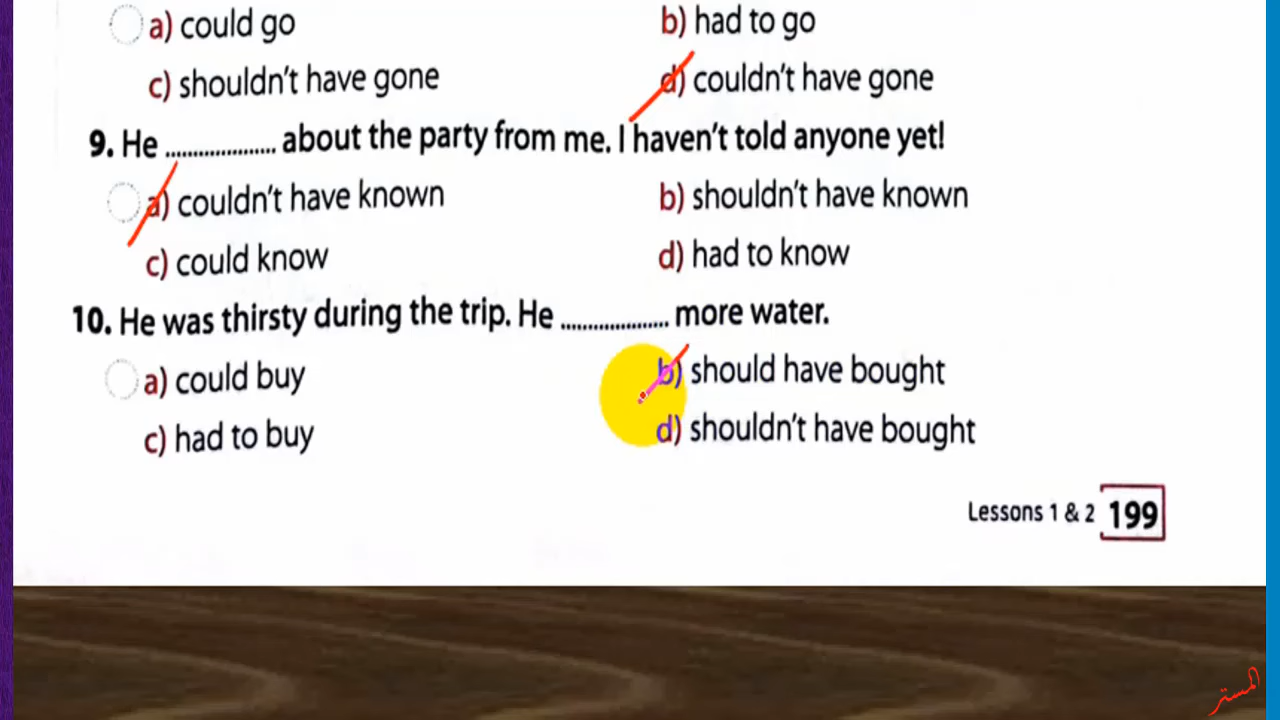 a) could go b) had to go
c) shouldn't have gone d) couldn't have gone
9. He .................... about the party from me. I haven't told anyone yet!
a) couldn't have known b) shouldn't have known
c) could know d) had to know
10. He was thirsty during the trip. He .................... more water.
a) could buy b) should have bought
c) had to buy d) shouldn't have bought
Lessons 1 & 2 199
المستر